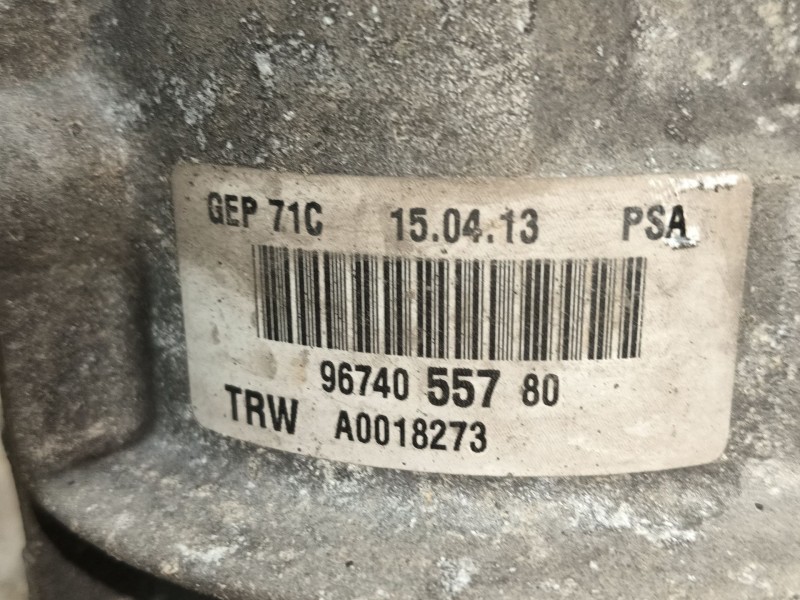 GEP 71C 15.04.13 PSA
96740 557 80
TRW A0018273